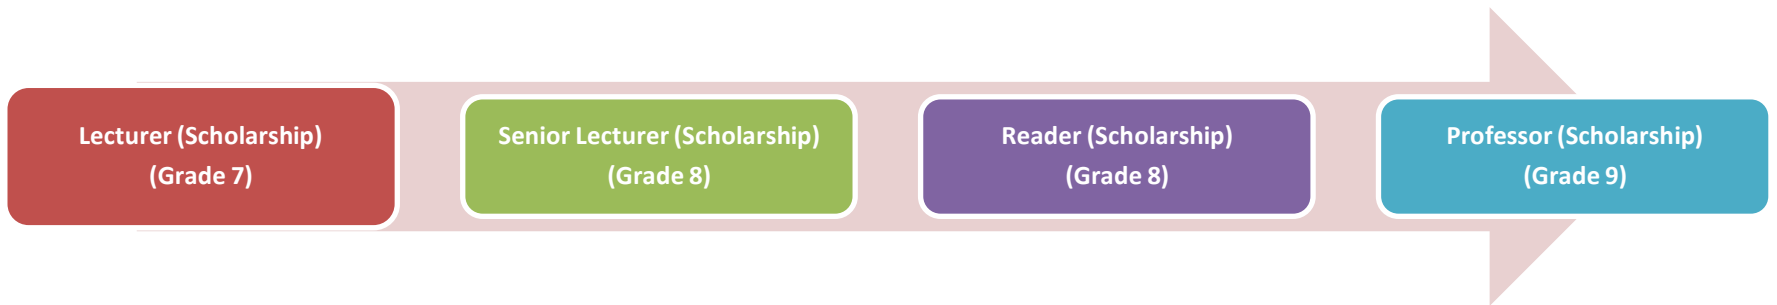 Lecturer (Scholarship)
(Grade 7)
Senior Lecturer (Scholarship)
(Grade 8)
Reader (Scholarship)
(Grade 8)
Professor (Scholarship)
(Grade 9)